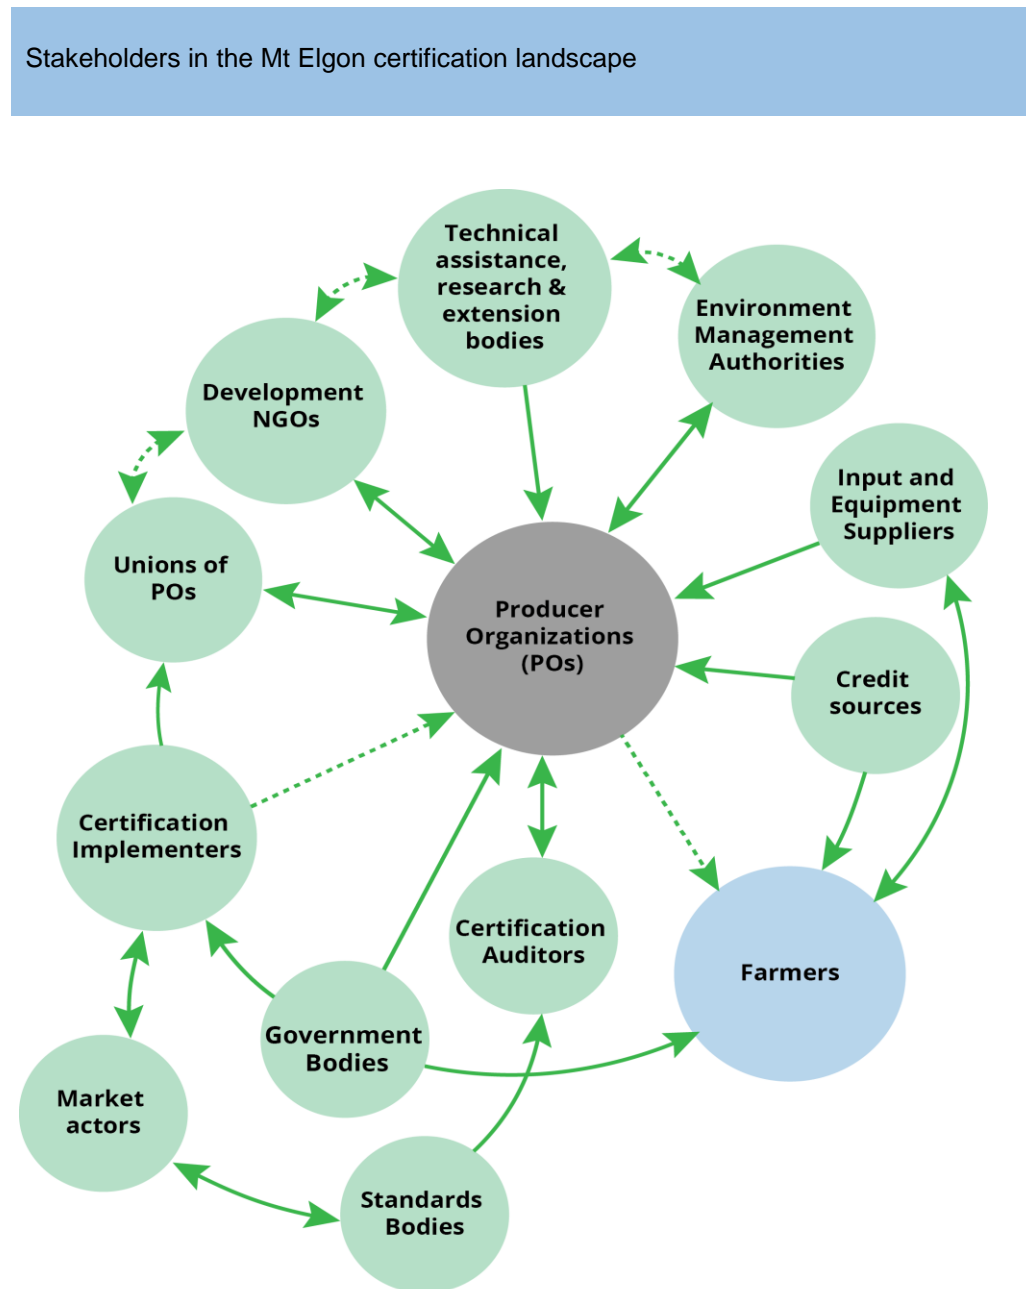 Stakeholders in the Mt Elgon certification landscape
Technical
assistance,
research &
extension
bodies
Environment
Management
Authorities
Development
NGOs
Input and
Equipment
Suppliers
Unions of
POs
Producer
Organizations
(POs)
Credit
sources
Certification
Implementers
Certification
Auditors
Farmers
Government
Bodies
Market
actors
Standards
Bodies